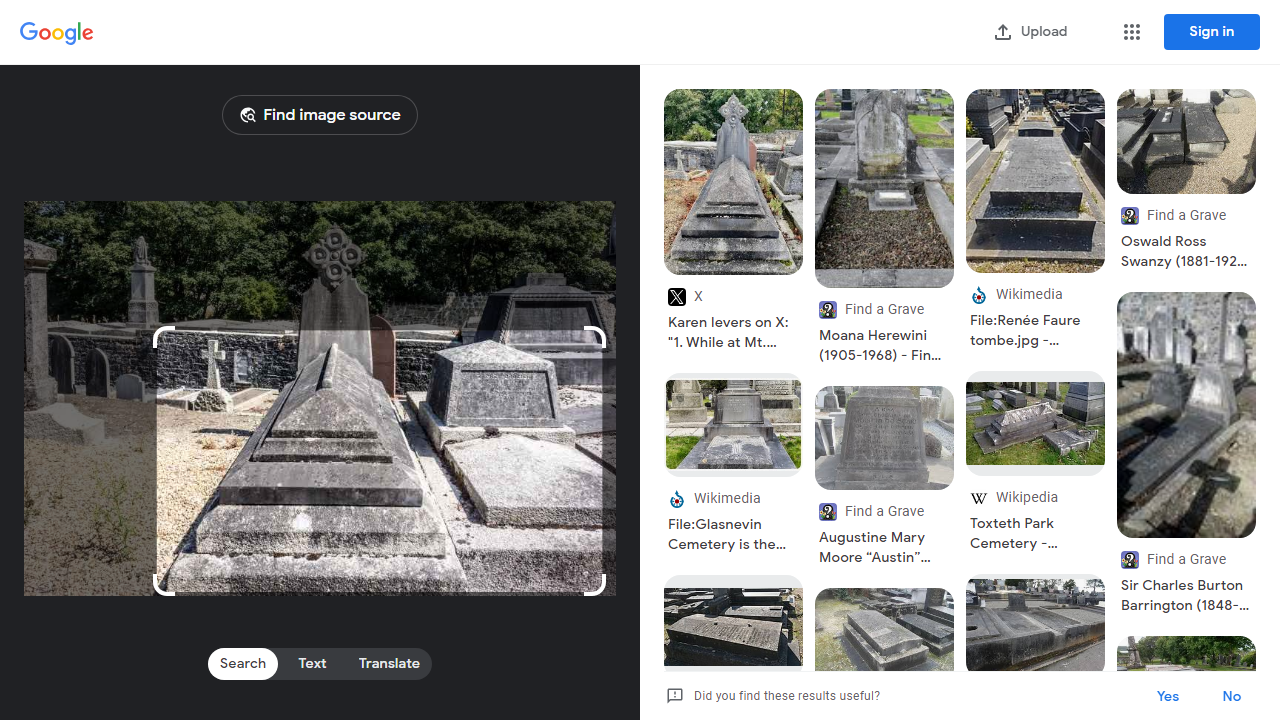 Google
Upload
Sign in
Find image source
Search
Text
Translate
X
Karen levers on X:
"1. While at Mt....
Find a Grave
Moana Herewini
(1905-1968) - Fin...
Wikimedia
File:Renée Faure
tombe.jpg -...
Find a Grave
Oswald Ross
Swanzy (1881-192...
Wikimedia
File:Glasnevin
Cemetery is the...
Find a Grave
Augustine Mary
Moore “Austin”...
Wikipedia
Toxteth Park
Cemetery -...
Find a Grave
Sir Charles Burton
Barrington (1848-...
Did you find these results useful?
Yes
No